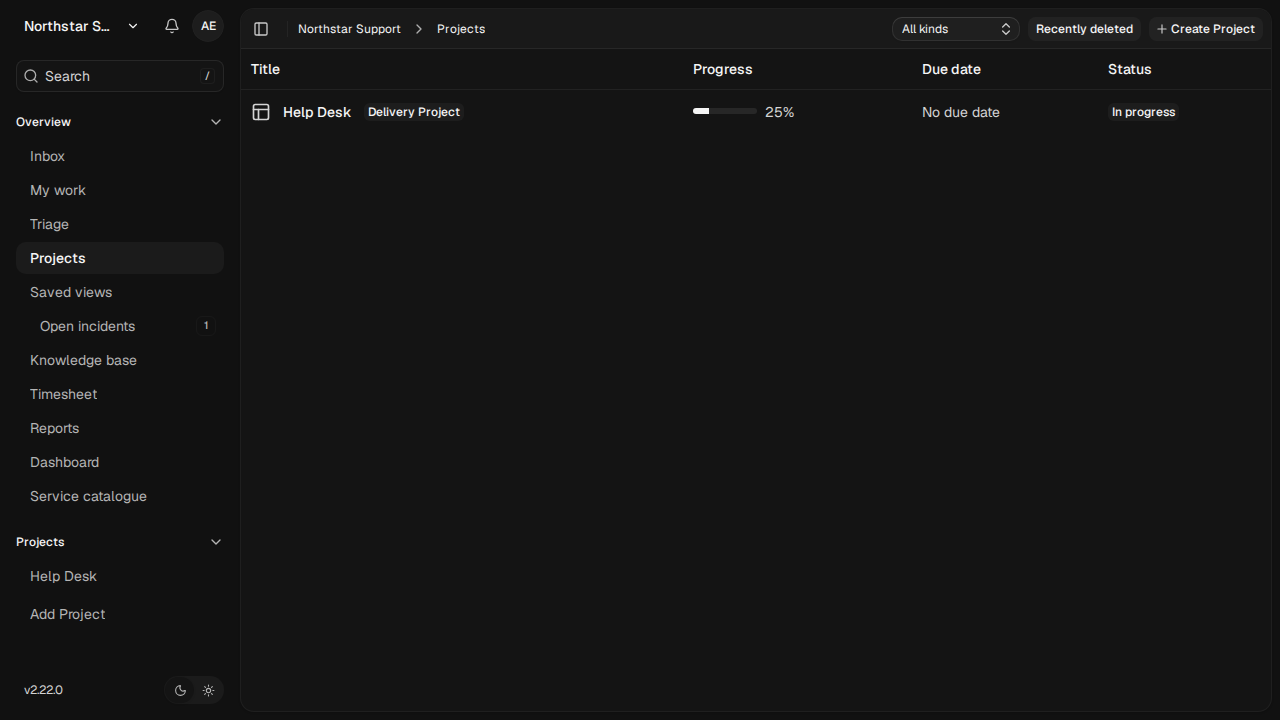 Northstar S...
AE
Search
/
Overview
Inbox
My work
Triage
Projects
Saved views
Open incidents
1
Knowledge base
Timesheet
Reports
Dashboard
Service catalogue
Projects
Help Desk
Add Project
v2.22.0
Northstar Support
Projects
All kinds
Recently deleted
Create Project
Title
Progress
Due date
Status
Help Desk
Delivery Project
25%
No due date
In progress